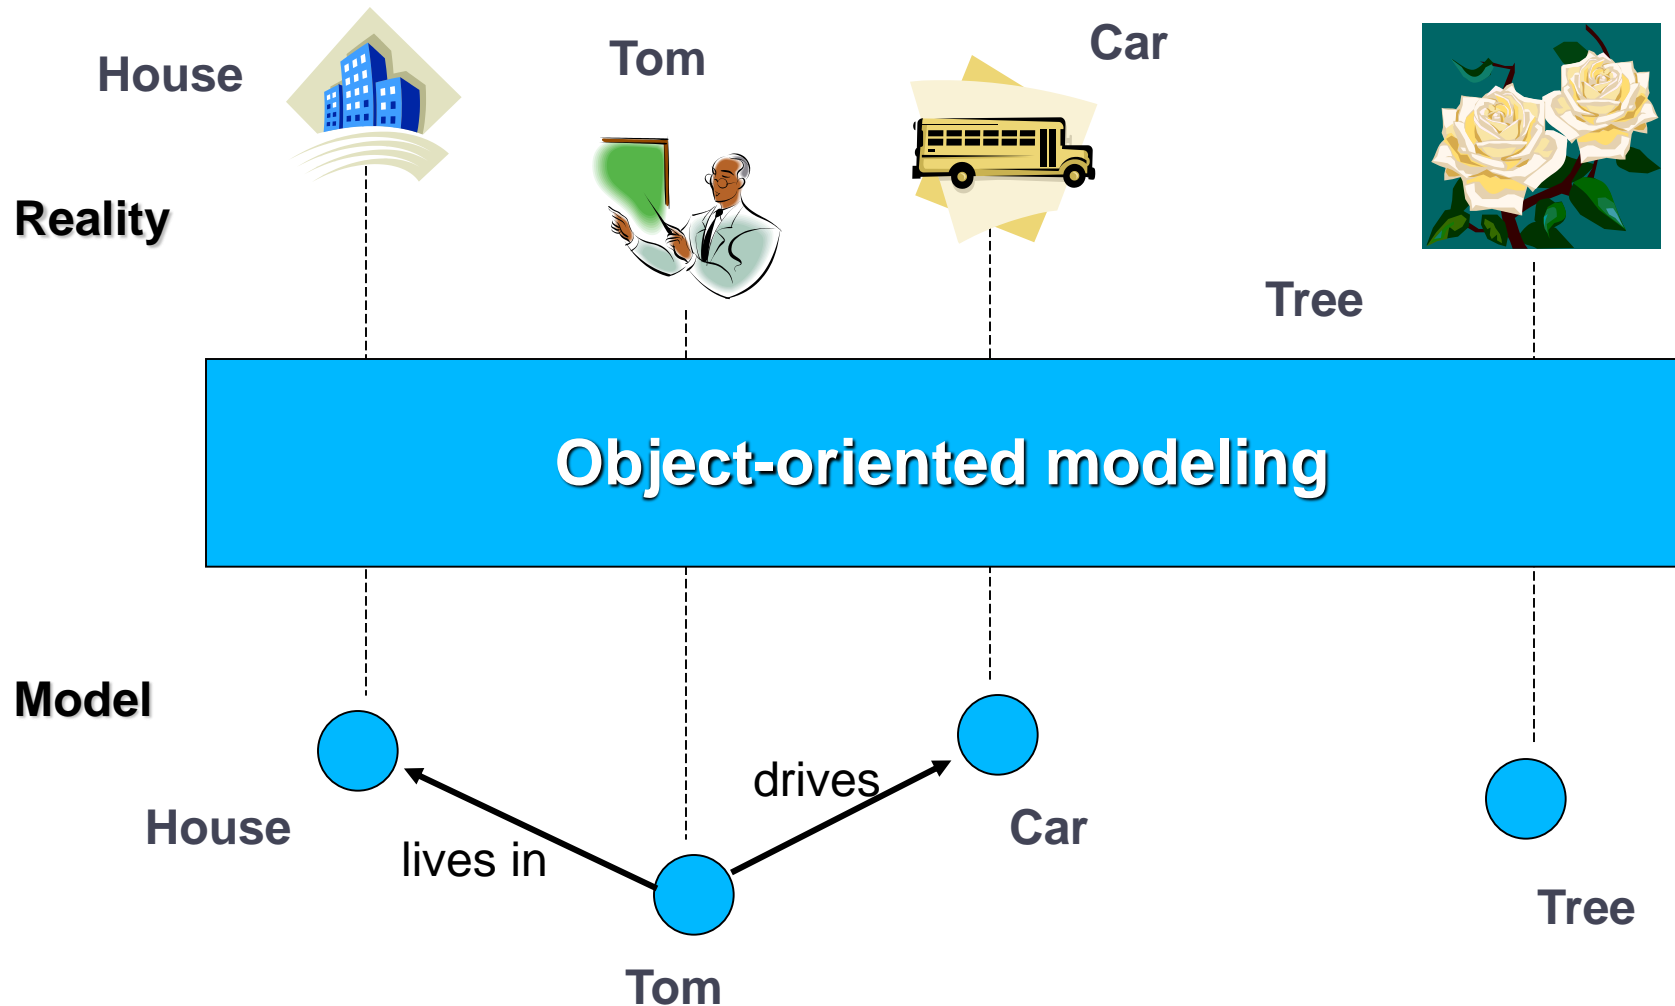 House
Tom
Car
Reality
Tree
Object-oriented modeling
Model
drives
House
Car
lives in
Tree
Tom